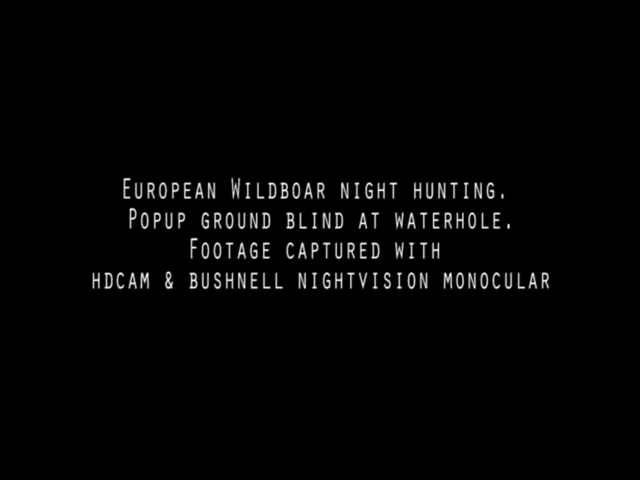 European Wildboar night hunting.
Popup ground blind at waterhole.
Footage captured with
hdcam & bushnell nightvision monocular